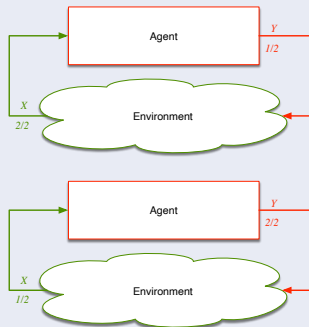 Agent
Y
1/2
X
2/2
Environment
Agent
Y
2/2
X
1/2
Environment